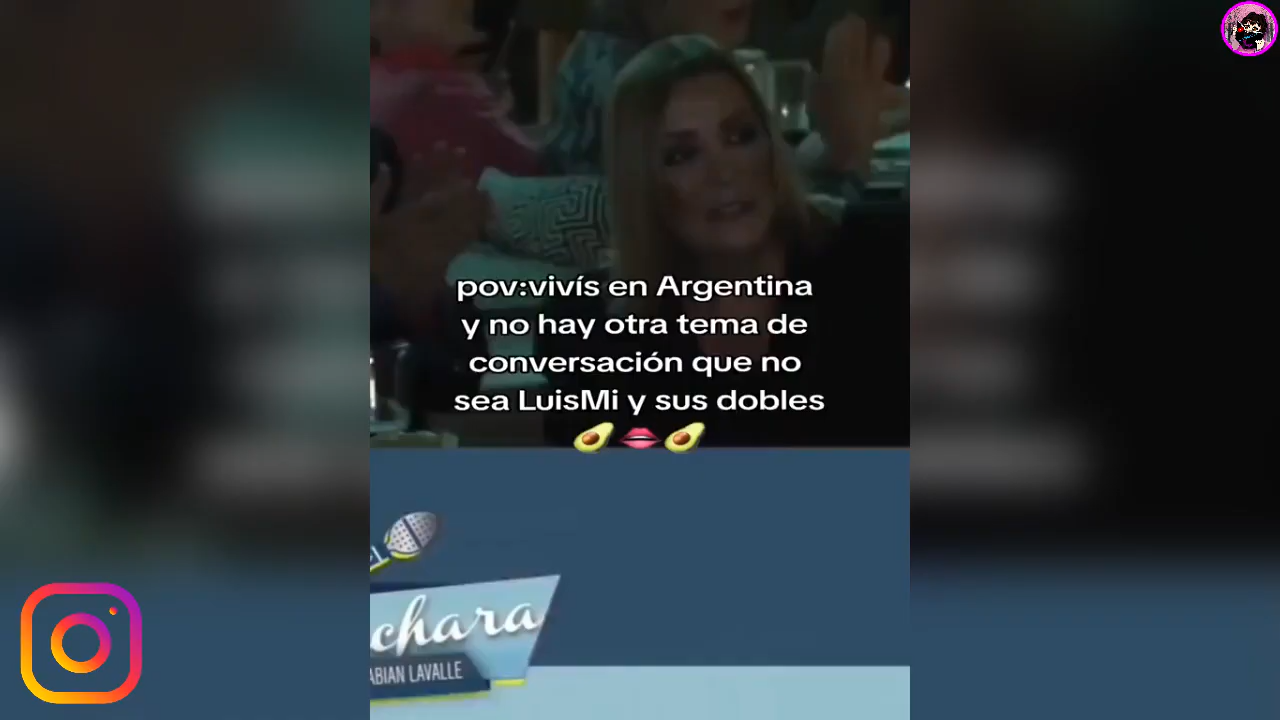 pov:vivís en Argentina
y no hay otra tema de
conversación que no
sea LuisMi y sus dobles
🥑👄🥑
chara
ABIAN LAVALLE